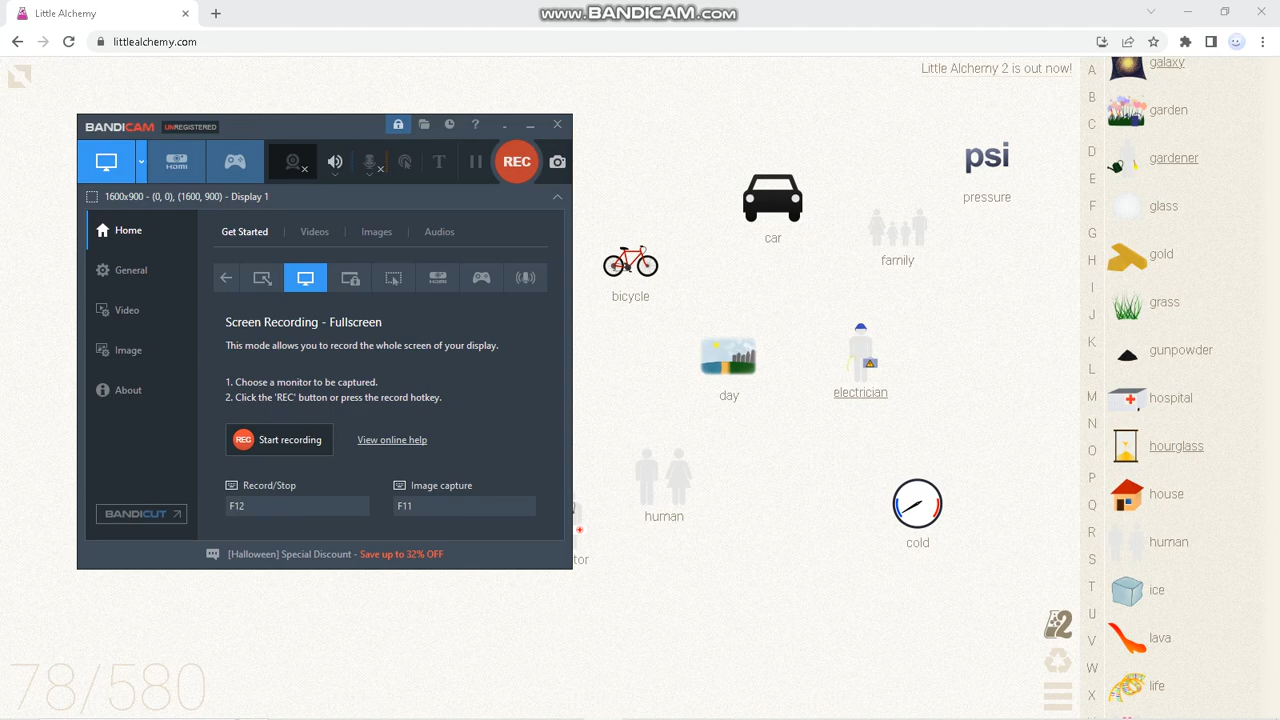 Little Alchemy
www.BANDICAM.com
littlealchemy.com
Little Alchemy 2 is out now!
BANDICAM UNREGISTERED
HDMI
REC
1600x900 - (0, 0), (1600, 900) - Display 1
Home
General
Video
Image
About
BANDICUT
Get Started Videos Images Audios
Screen Recording - Fullscreen
This mode allows you to record the whole screen of your display.
1. Choose a monitor to be captured.
2. Click the 'REC' button or press the record hotkey.
REC Start recording
View online help
Record/Stop
F12
Image capture
F11
[Halloween] Special Discount - Save up to 32% OFF
psi
pressure
car
family
bicycle
day
electrician
human
cold
tor
78/580
2
A
B
C
D
E
F
G
H
I
J
K
L
M
N
O
P
Q
R
S
T
U
V
W
X
galaxy
garden
gardener
glass
gold
grass
gunpowder
hospital
hourglass
house
human
ice
lava
life